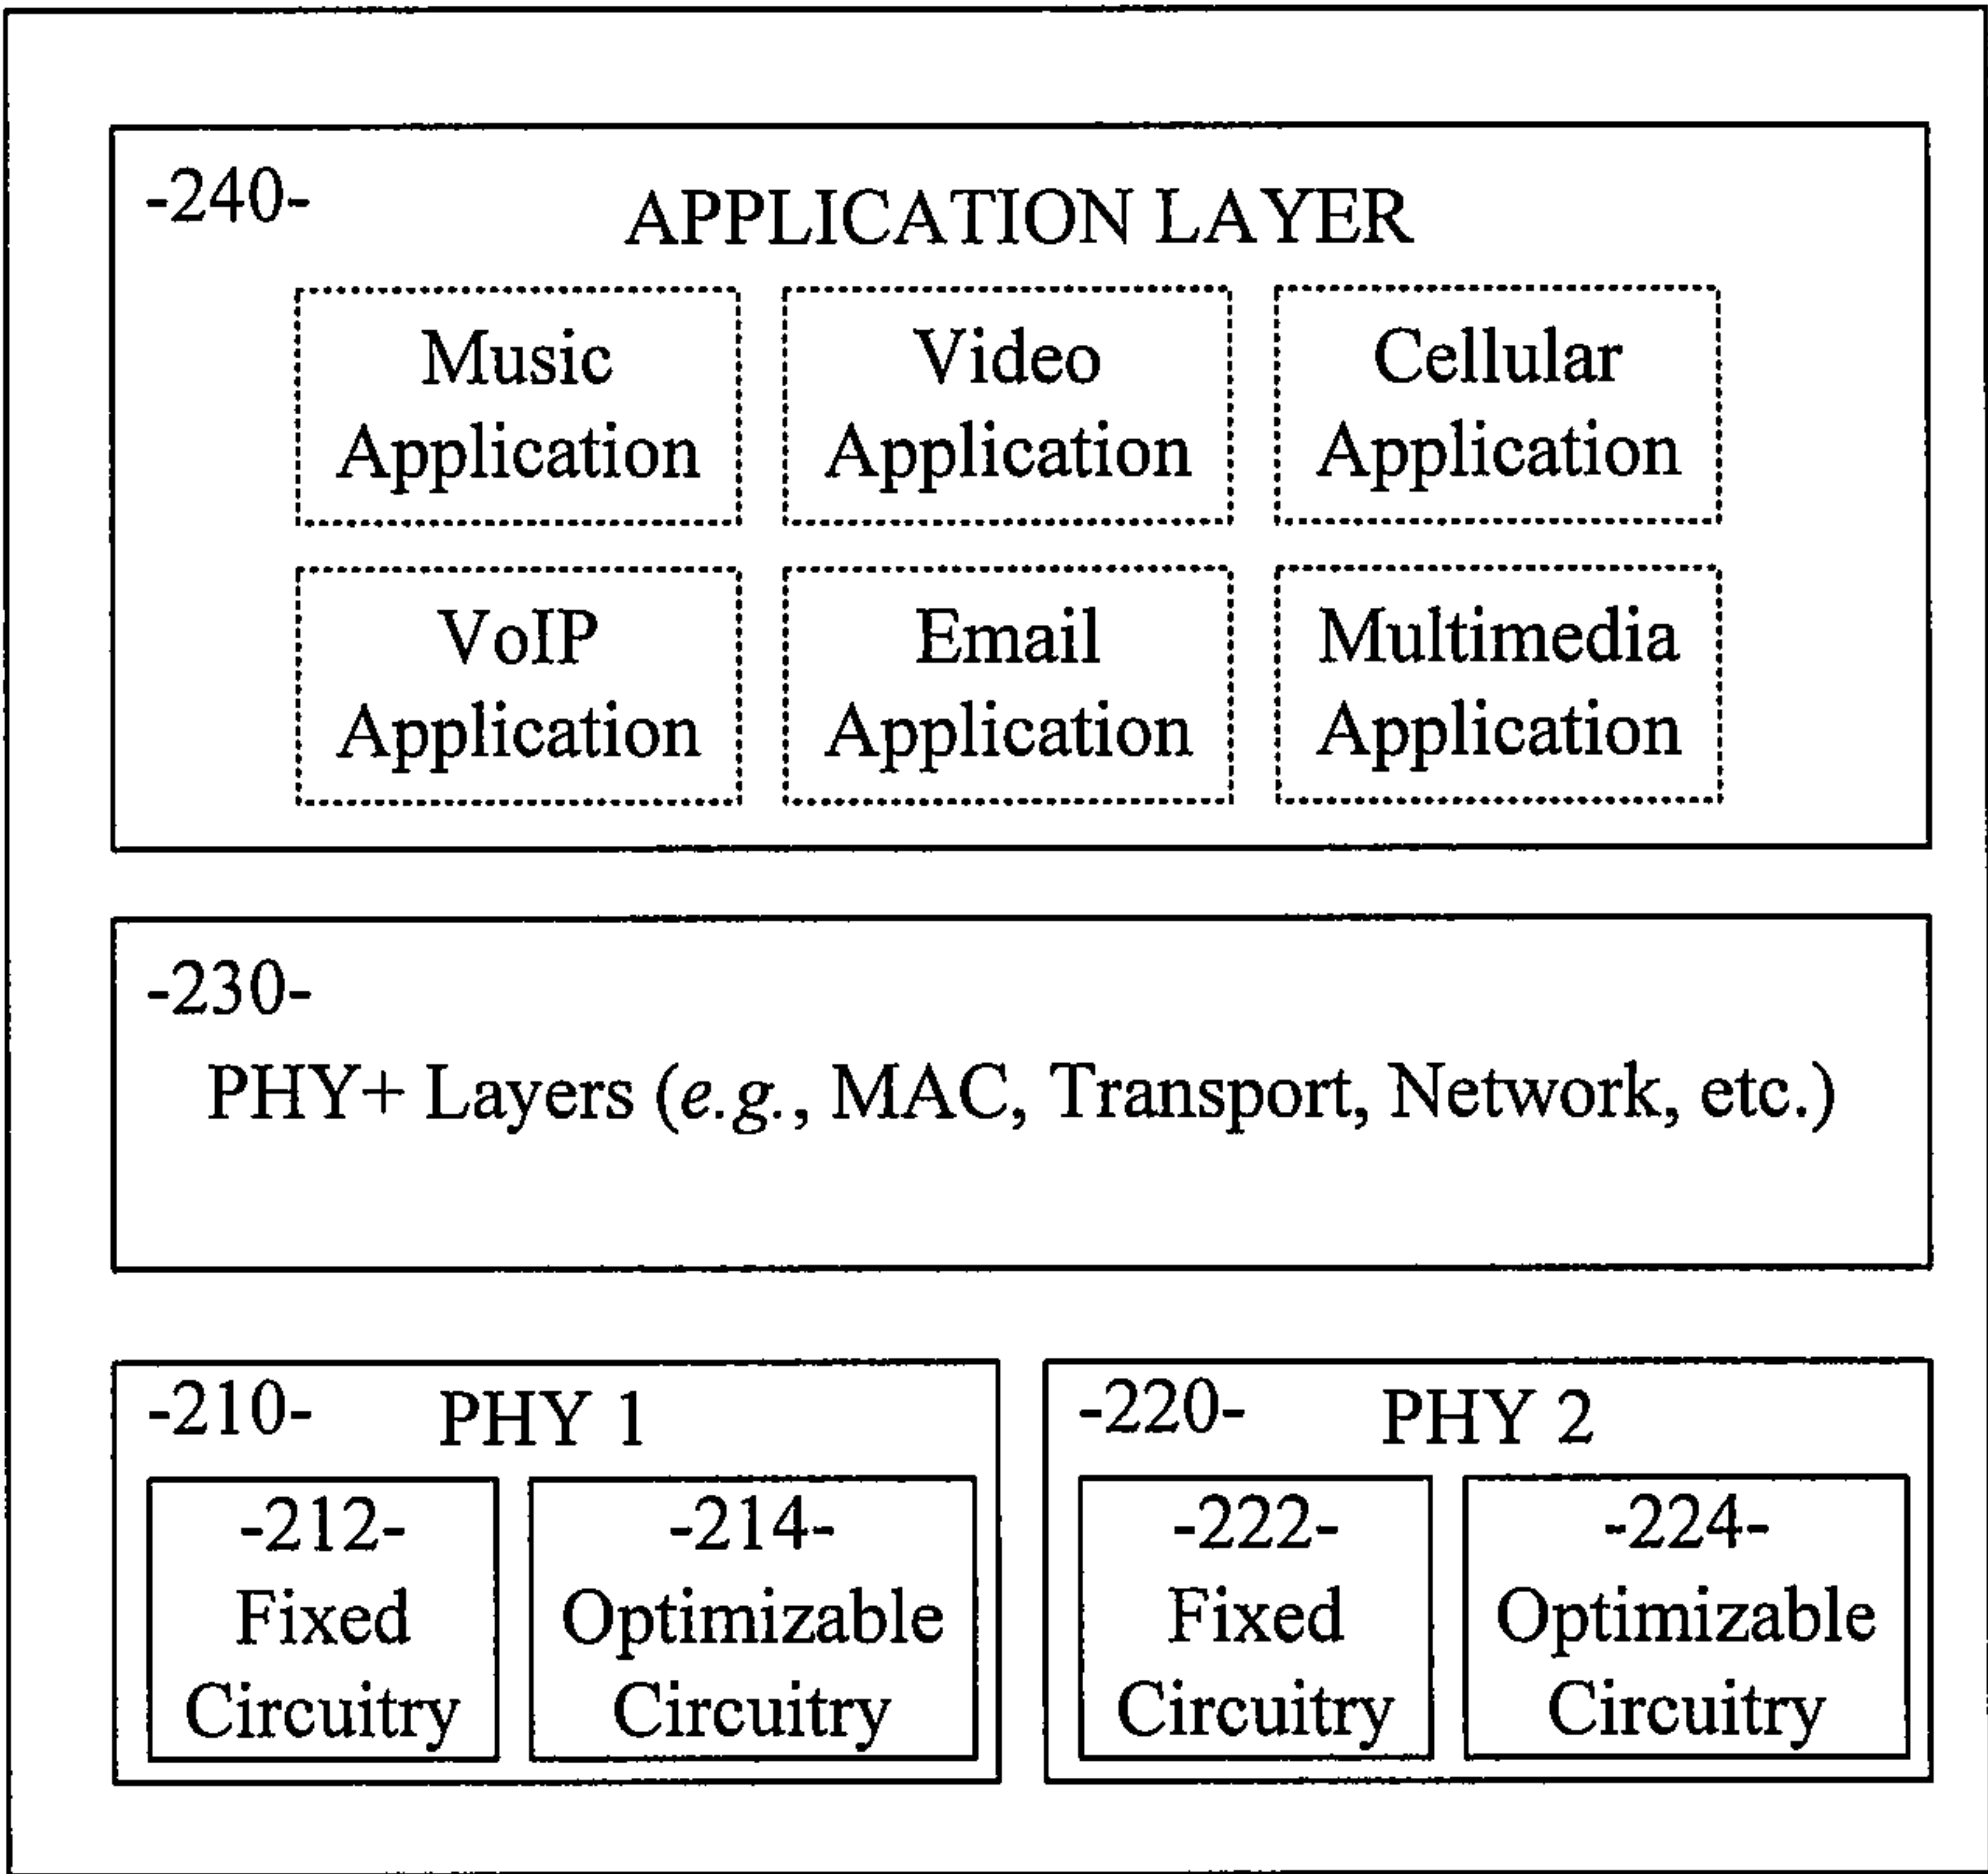 -240-
APPLICATION LAYER
Music
Application
Video
Application
Cellular
Application
VoIP
Application
Email
Application
Multimedia
Application
-230-
PHY+ Layers (e.g., MAC, Transport, Network, etc.)
-210-
PHY 1
-212-
Fixed
Circuitry
-214-
Optimizable
Circuitry
-220-
PHY 2
-222-
Fixed
Circuitry
-224-
Optimizable
Circuitry